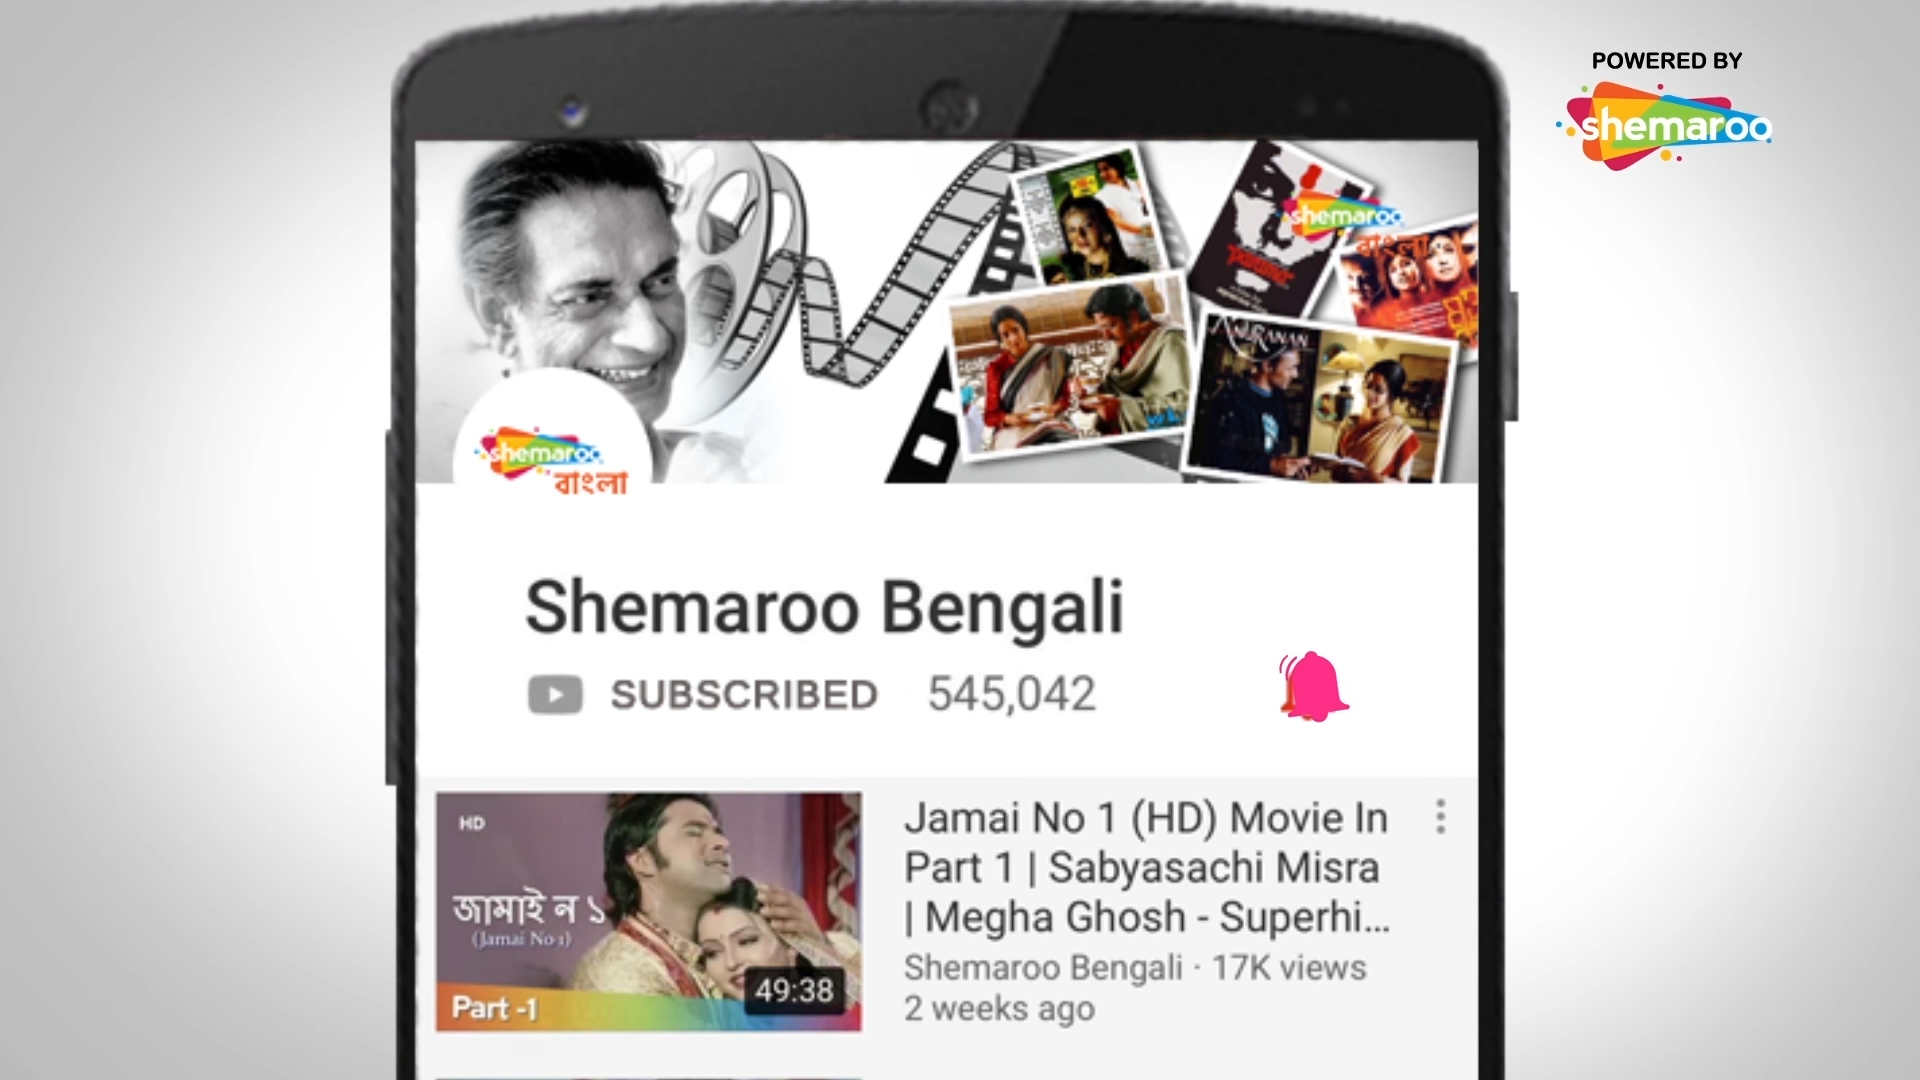 POWERED BY
shemaroo
shemaroo
বাংলা
ANURANAN
shemaroo
বাংলা
Shemaroo Bengali
SUBSCRIBED 545,042
HD
জামাই ন ১
(Jamai No 1)
Part -1
49:38
Jamai No 1 (HD) Movie In
Part 1 | Sabyasachi Misra
| Megha Ghosh - Superhi...
Shemaroo Bengali · 17K views
2 weeks ago